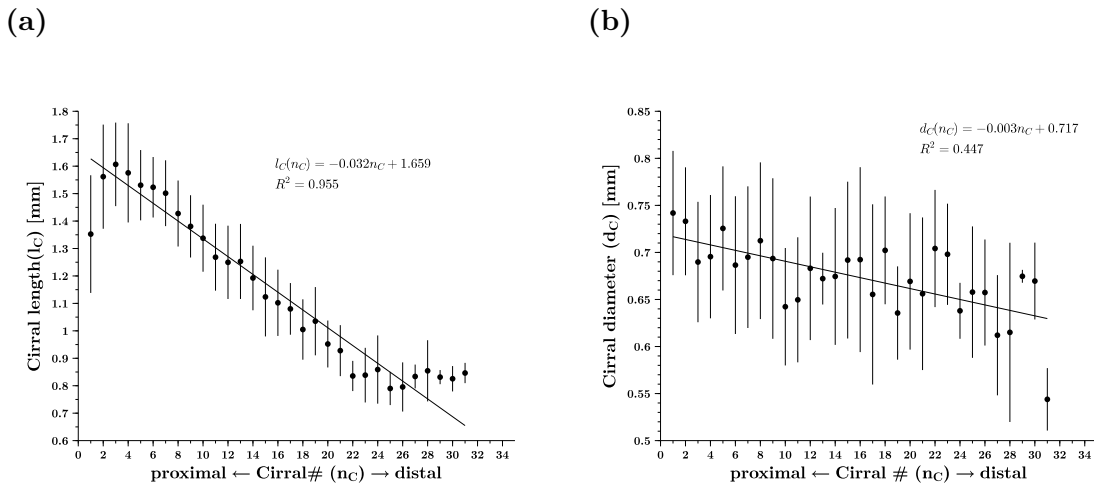 (a)
(b)
1.8
1.7
1.6
1.5
1.4
1.3
1.2
1.1
1
0.9
0.8
0.7
0.6
Cirral length(l_C) [mm]
l_C(n_C) = −0.032n_C + 1.659
R² = 0.955
0 2 4 6 8 10 12 14 16 18 20 22 24 26 28 30 32 34
proximal ← Cirral# (n_C) → distal
0.85
0.8
0.75
0.7
0.65
0.6
0.55
0.5
Cirral diameter (d_C) [mm]
d_C(n_C) = −0.003n_C + 0.717
R² = 0.447
0 2 4 6 8 10 12 14 16 18 20 22 24 26 28 30 32 34
proximal ← Cirral # (n_C) → distal